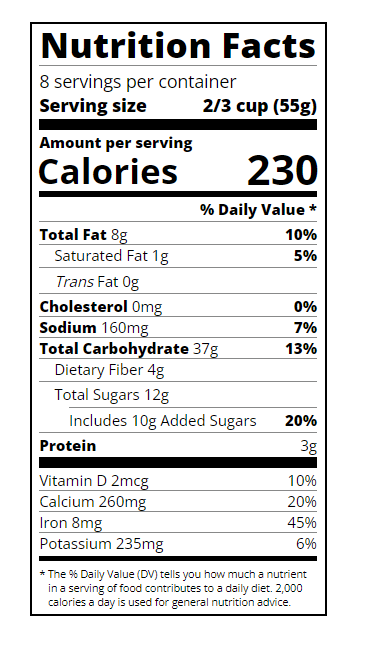 Nutrition Facts
8 servings per container
Serving size 2/3 cup (55g)
Amount per serving
Calories 230
% Daily Value *
Total Fat 8g 10%
Saturated Fat 1g 5%
Trans Fat 0g
Cholesterol 0mg 0%
Sodium 160mg 7%
Total Carbohydrate 37g 13%
Dietary Fiber 4g
Total Sugars 12g
Includes 10g Added Sugars 20%
Protein 3g
Vitamin D 2mcg 10%
Calcium 260mg 20%
Iron 8mg 45%
Potassium 235mg 6%
* The % Daily Value (DV) tells you how much a nutrient
in a serving of food contributes to a daily diet. 2,000
calories a day is used for general nutrition advice.